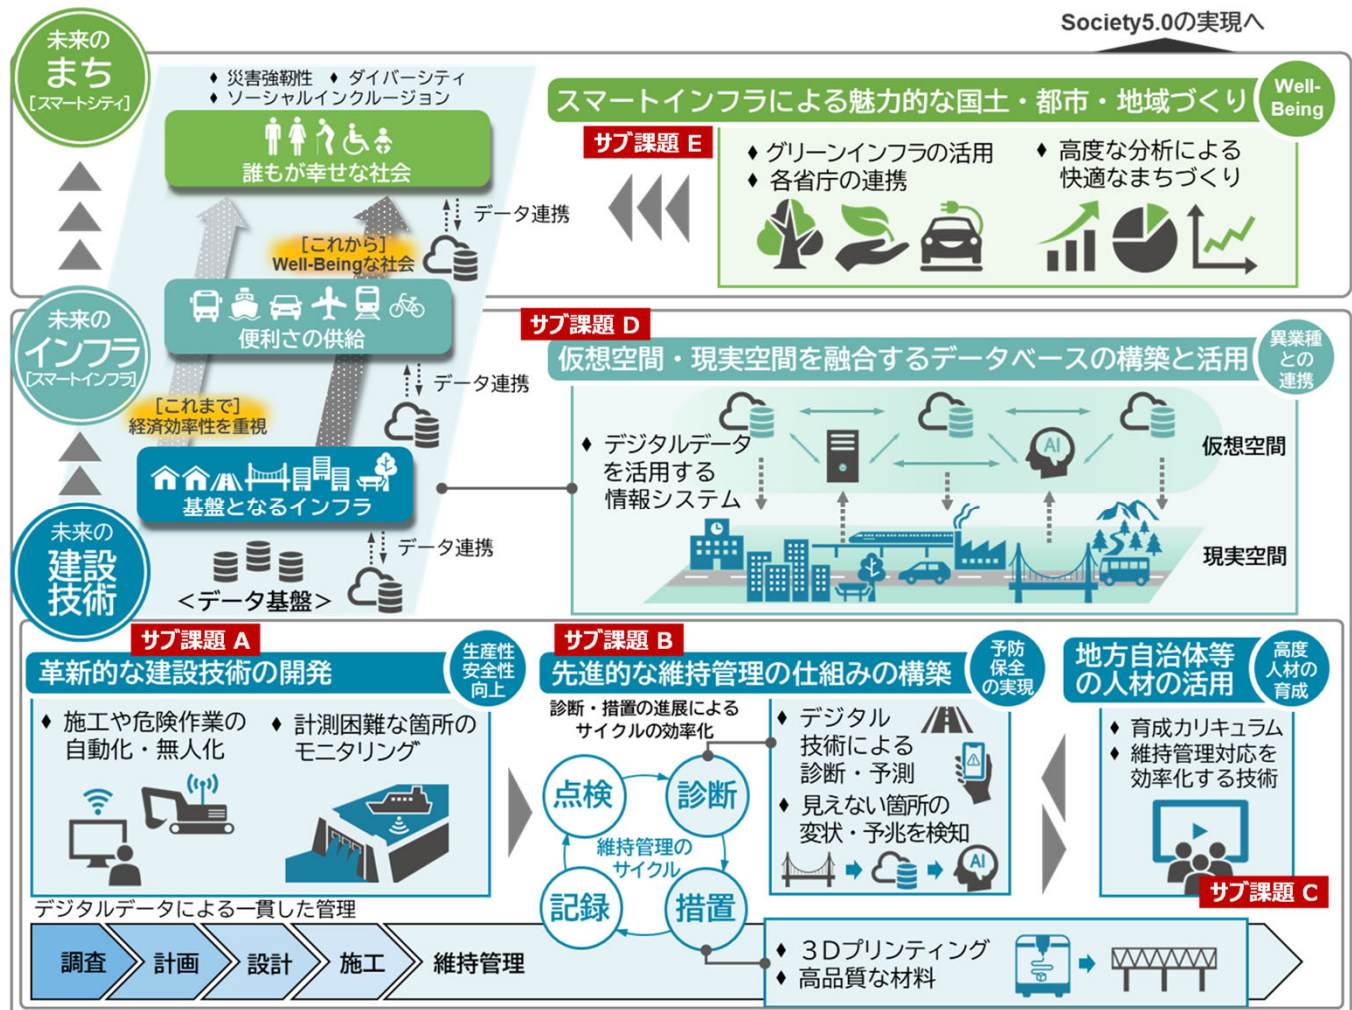 Society5.0の実現へ
未来の
まち
[スマートシティ]
♦ 災害強靭性 ♦ ダイバーシティ
♦ ソーシャルインクルージョン
誰もが幸せな社会
データ連携
[これから]
Well-Beingな社会
スマートインフラによる魅力的な国土・都市・地域づくり
Well-
Being
サブ課題 E
♦ グリーンインフラの活用
♦ 各省庁の連携
♦ 高度な分析による
快適なまちづくり
未来の
インフラ
[スマートインフラ]
便利さの供給
データ連携
[これまで]
経済効率性を重視
基盤となるインフラ
データ連携
<データ基盤>
サブ課題 D
仮想空間・現実空間を融合するデータベースの構築と活用
異業種
との
連携
♦ デジタルデータ
を活用する
情報システム
AI
仮想空間
現実空間
未来の
建設
技術
サブ課題 A
革新的な建設技術の開発
生産性
安全性
向上
♦ 施工や危険作業の
自動化・無人化
♦ 計測困難な箇所の
モニタリング
サブ課題 B
先進的な維持管理の仕組みの構築
予防
保全
の実現
診断・措置の進展による
サイクルの効率化
点検
診断
維持管理の
サイクル
記録
措置
♦ デジタル
技術による
診断・予測
♦ 見えない箇所の
変状・予兆を検知
AI
地方自治体等
の人材の活用
高度
人材の
育成
♦ 育成カリキュラム
♦ 維持管理対応を
効率化する技術
サブ課題 C
デジタルデータによる一貫した管理
調査
計画
設計
施工
維持管理
♦ 3Dプリンティング
♦ 高品質な材料